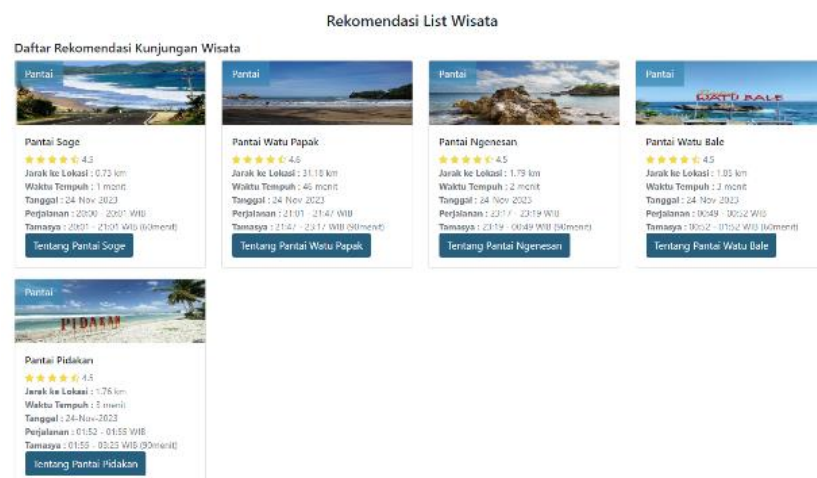 Rekomendasi List Wisata
Daftar Rekomendasi Kunjungan Wisata
Pantai
Pantai Soge
4.3
Jarak ke Lokasi : 0.73 km
Waktu Tempuh : 1 menit
Tanggal : 24-Nov-2023
Perjalanan : 20:00 - 20:01 WIB
Tamasya : 20:01 - 21:01 WIB (60menit)
Tentang Pantai Soge
Pantai
Pantai Watu Papak
4.6
Jarak ke Lokasi : 31.18 km
Waktu Tempuh : 46 menit
Tanggal : 24-Nov-2023
Perjalanan : 21:01 - 21:47 WIB
Tamasya : 21:47 - 23:17 WIB (90menit)
Tentang Pantai Watu Papak
Pantai
Pantai Ngenesan
4.5
Jarak ke Lokasi : 1.79 km
Waktu Tempuh : 2 menit
Tanggal : 24-Nov-2023
Perjalanan : 23:17 - 23:19 WIB
Tamasya : 23:19 - 00:49 WIB (90menit)
Tentang Pantai Ngenesan
Pantai
WATU BALE
Pantai Watu Bale
4.5
Jarak ke Lokasi : km
Waktu Tempuh : 3 menit
Tanggal : 24-Nov-2023
Perjalanan : 00:49 - 00:52 WIB
Tamasya : 00:52 - 01:52 WIB (60menit)
Tentang Pantai Watu Bale
Pantai
PIDAKAN
Pantai Pidakan
4.5
Jarak ke Lokasi : 1.76 km
Waktu Tempuh : menit
Tanggal : 24-Nov-2023
Perjalanan : 01:52 - 01:55 WIB
Tamasya : 01:55 - 03:25 WIB (90menit)
Tentang Pantai Pidakan